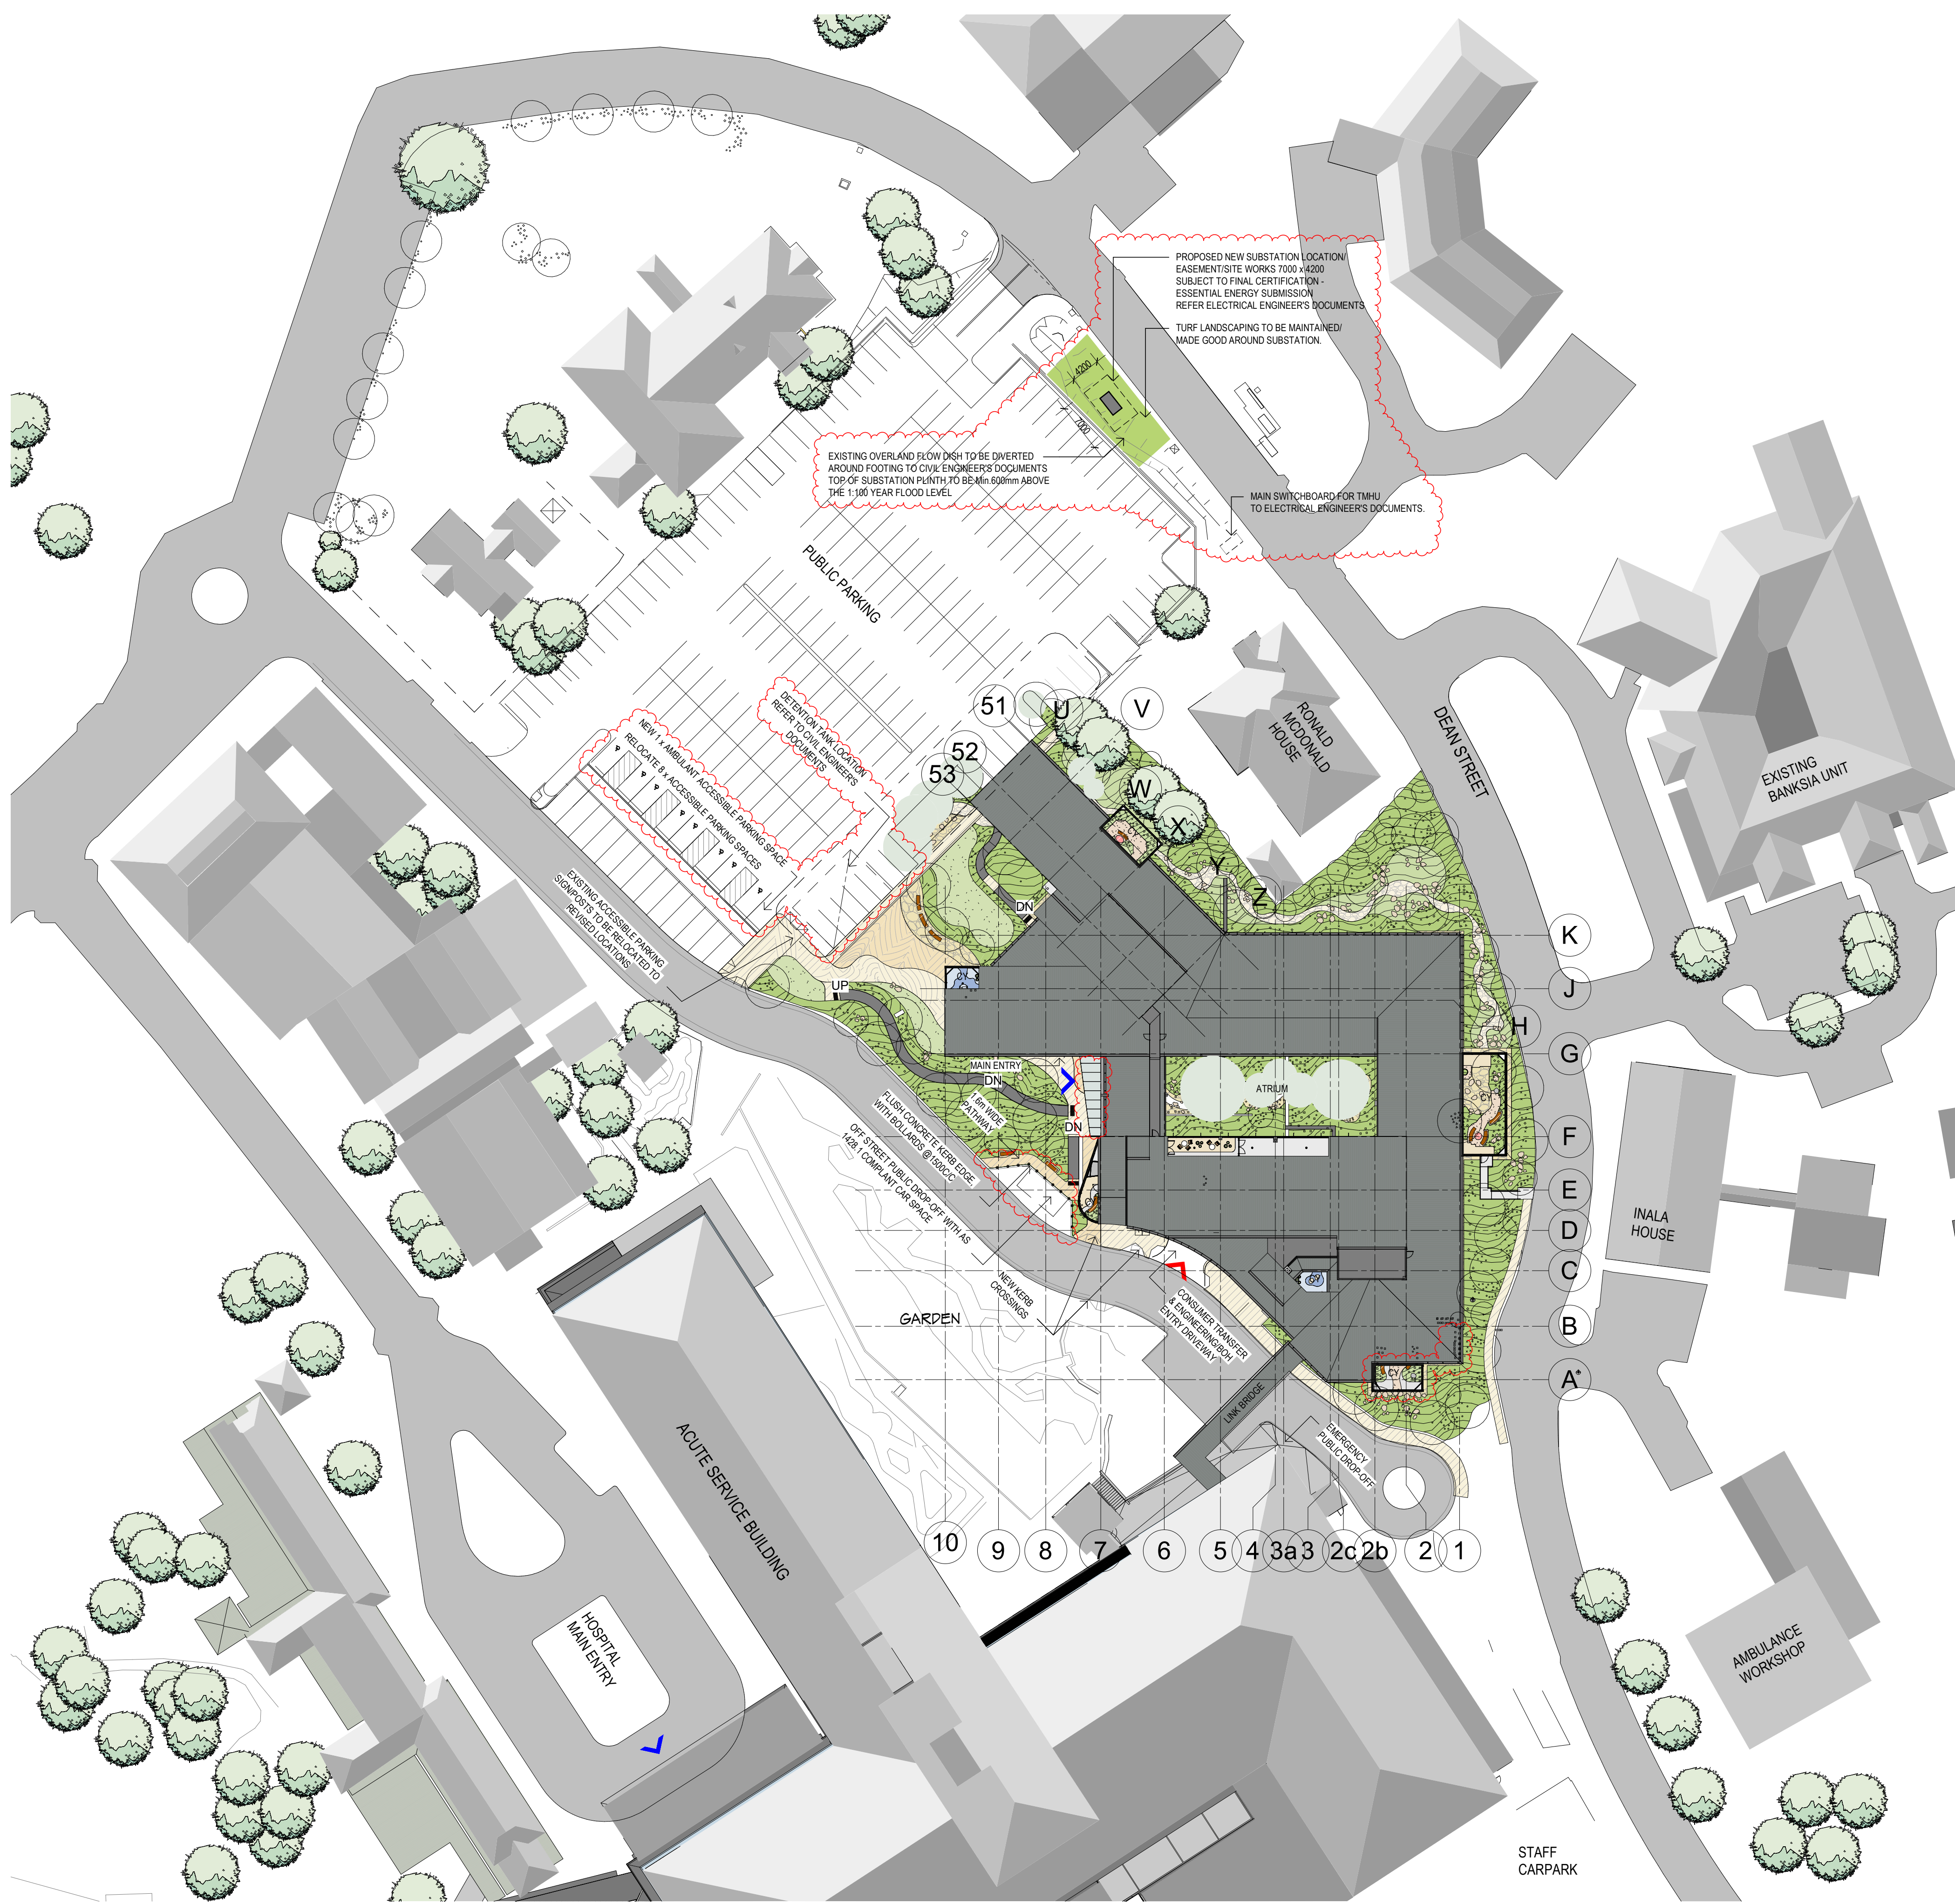 PROPOSED NEW SUBSTATION LOCATION/
EASEMENT/SITE WORKS 7000 x 4200
SUBJECT TO FINAL CERTIFICATION -
ESSENTIAL ENERGY SUBMISSION
REFER ELECTRICAL ENGINEER'S DOCUMENTS
TURF LANDSCAPING TO BE MAINTAINED/
MADE GOOD AROUND SUBSTATION.
4200
7000
EXISTING OVERLAND FLOW DISH TO BE DIVERTED
AROUND FOOTING TO CIVIL ENGINEER'S DOCUMENTS
TOP OF SUBSTATION PLINTH TO BE Min.600mm ABOVE
THE 1:100 YEAR FLOOD LEVEL
MAIN SWITCHBOARD FOR TMHU
TO ELECTRICAL ENGINEER'S DOCUMENTS.
PUBLIC PARKING
DETENTION TANK LOCATION
REFER TO CIVIL ENGINEER'S
DOCUMENTS
NEW 1 x AMBULANT ACCESSIBLE PARKING SPACE
RELOCATE 8 x ACCESSIBLE PARKING SPACES
EXISTING ACCESSIBLE PARKING
SIGN/POSTS TO BE RELOCATED TO
REVISED LOCATIONS
51
52
53
U
V
W
X
Y
Z
RONALD
MCDONALD
HOUSE
DEAN STREET
EXISTING
BANKSIA UNIT
K
J
H
G
F
E
D
C
B
A
DN
CY
UP
MAIN ENTRY
DN
1.6m WIDE
PATHWAY
DN
ATRIUM
CY
CY
FLUSH CONCRETE KERB EDGE
WITH BOLLARDS @1500C/C
OFF STREET PUBLIC DROP-OFF WITH AS
1428.1 COMPLIANT CAR SPACE
NEW KERB
CROSSINGS
GARDEN
CONSUMER TRANSFER
& ENGINEERING/BOH
ENTRY DRIVEWAY
CY
LINK BRIDGE
EMERGENCY
PUBLIC DROP-OFF
INALA
HOUSE
10
9
8
7
6
5
4
3a
3
2c
2b
2
1
ACUTE SERVICE BUILDING
HOSPITAL
MAIN ENTRY
AMBULANCE
WORKSHOP
STAFF
CARPARK